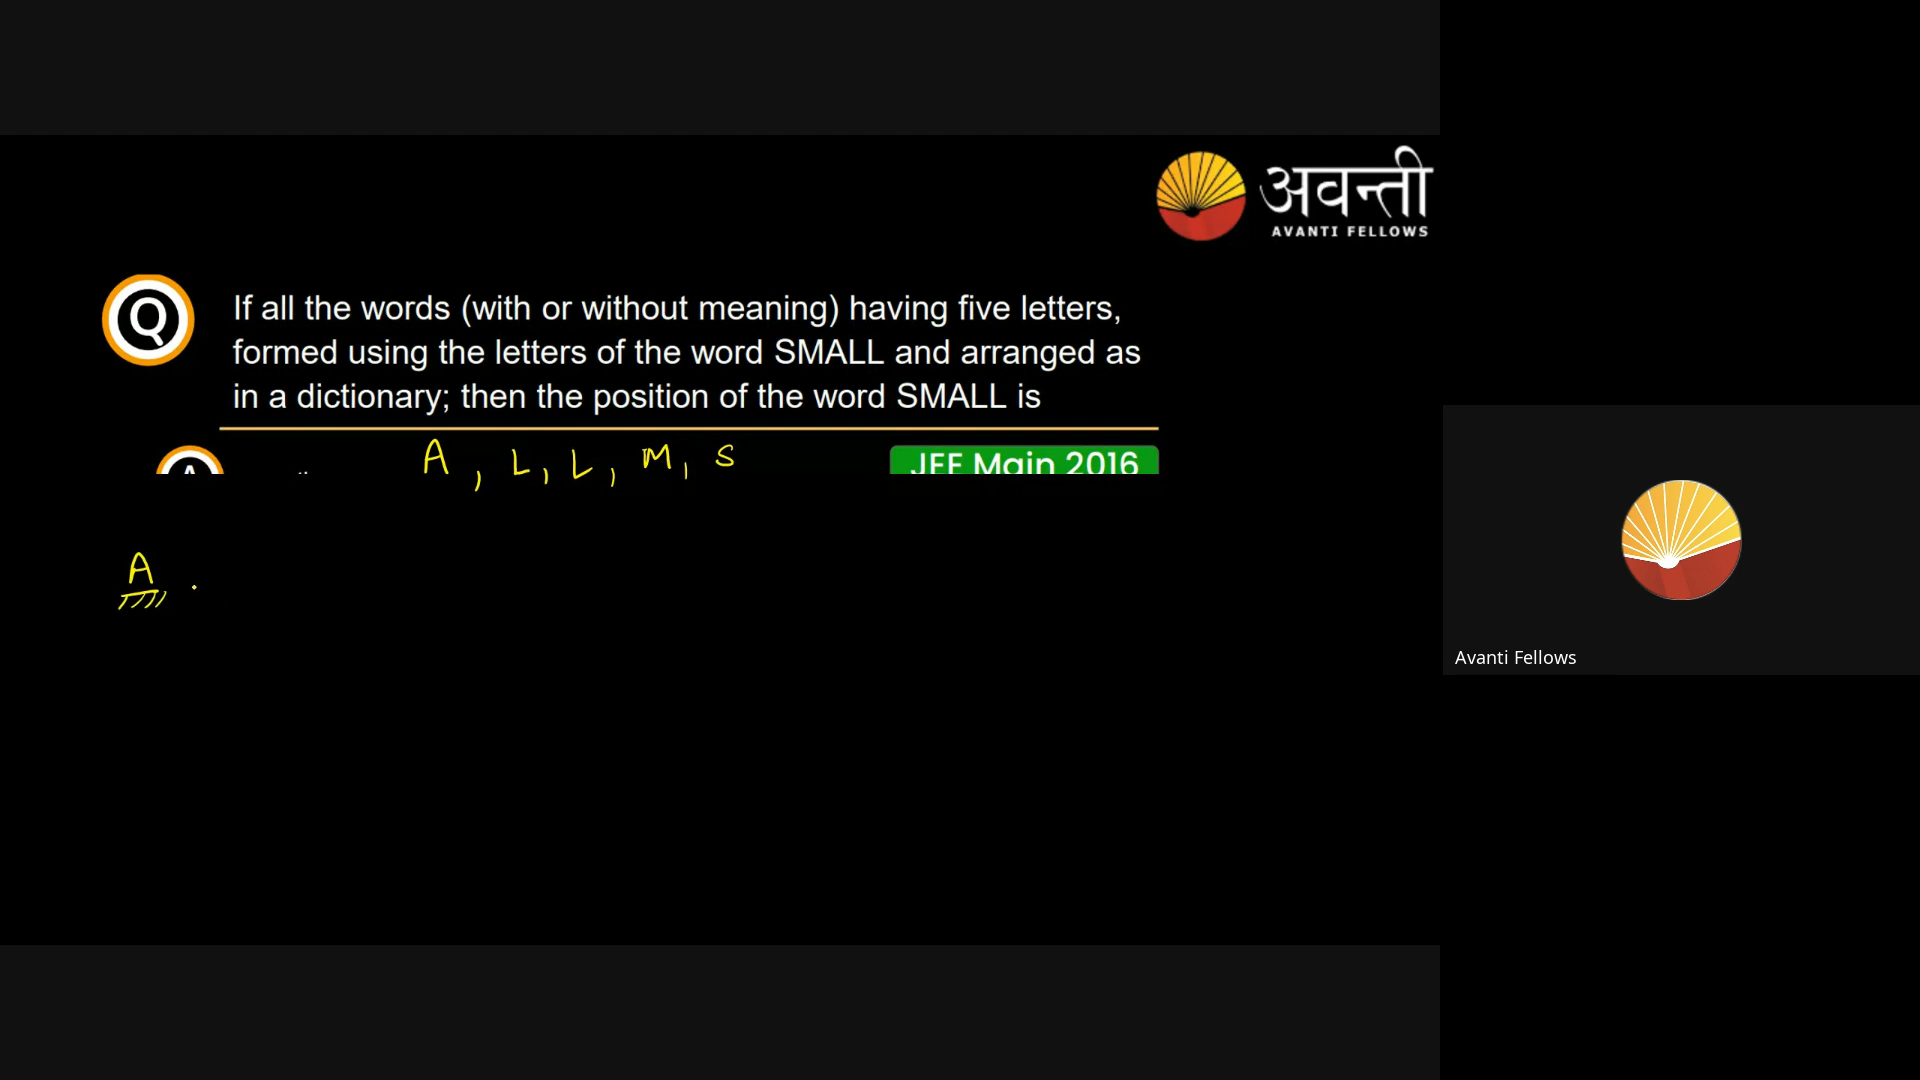 अवन्ती
AVANTI FELLOWS
Q
If all the words (with or without meaning) having five letters,
formed using the letters of the word SMALL and arranged as
in a dictionary; then the position of the word SMALL is
A , L , L , M , S
JEE Main 2016
A
A .
Avanti Fellows